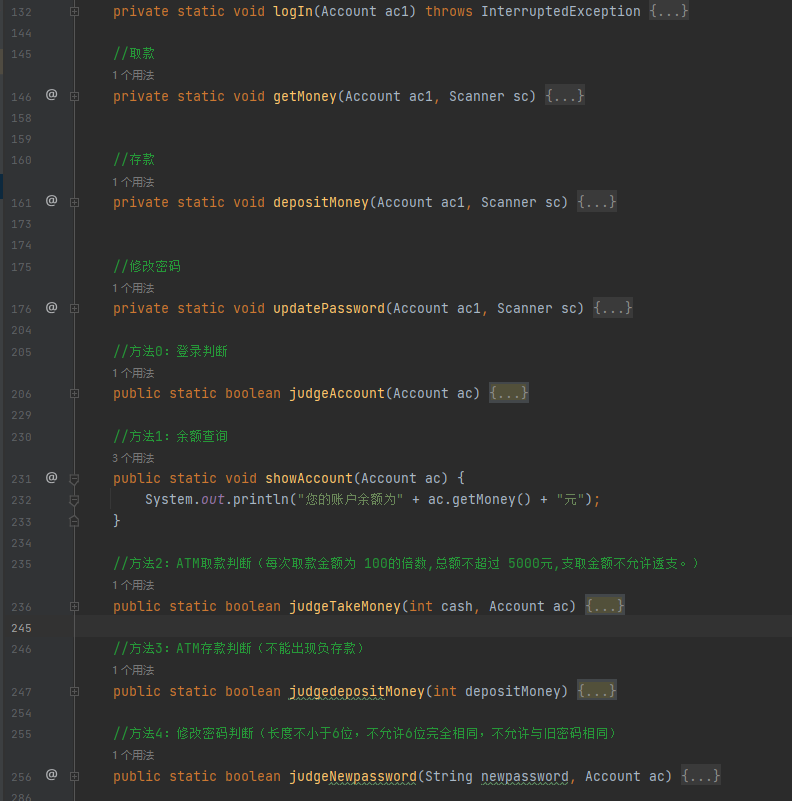 132 private static void logIn(Account ac1) throws InterruptedException {...}
144
145 //取款
1个用法
146 @ private static void getMoney(Account ac1, Scanner sc) {...}
158
159
160 //存款
1个用法
161 @ private static void depositMoney(Account ac1, Scanner sc) {...}
173
174
175 //修改密码
1个用法
176 @ private static void updatePassword(Account ac1, Scanner sc) {...}
204
205 //方法0：登录判断
1个用法
206 public static boolean judgeAccount(Account ac) {...}
229
230 //方法1：余额查询
3个用法
231 @ public static void showAccount(Account ac) {
232 System.out.println("您的账户余额为" + ac.getMoney() + "元");
233 }
234
235 //方法2：ATM取款判断（每次取款金额为 100的倍数,总额不超过 5000元,支取金额不允许透支。）
1个用法
236 public static boolean judgeTakeMoney(int cash, Account ac) {...}
245
246 //方法3：ATM存款判断（不能出现负存款）
1个用法
247 public static boolean judgedepositMoney(int depositMoney) {...}
254
255 //方法4：修改密码判断（长度不小于6位，不允许6位完全相同，不允许与旧密码相同）
1个用法
256 @ public static boolean judgeNewpassword(String newpassword, Account ac) {...}
286